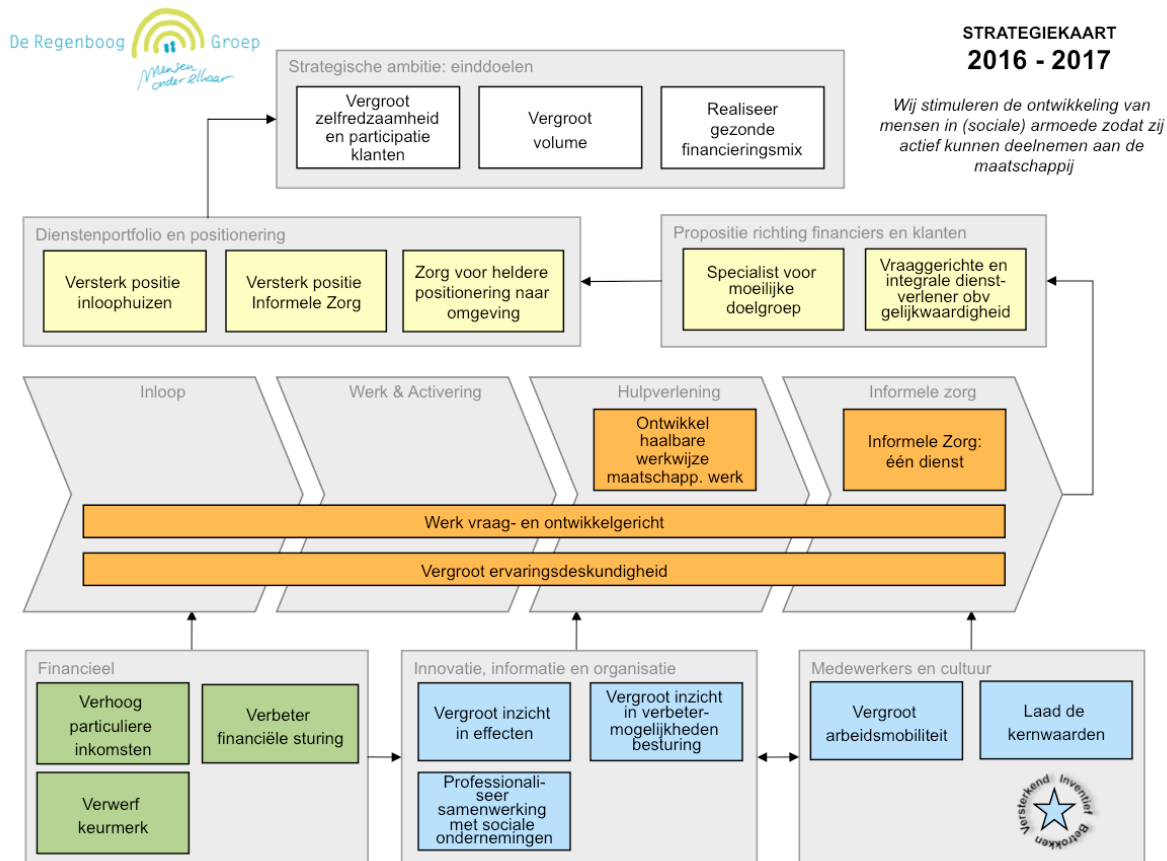 De Regenboog Groep
Mensen
onder elkaar
STRATEGIEKAART
2016 - 2017
Wij stimuleren de ontwikkeling van
mensen in (sociale) armoede zodat zij
actief kunnen deelnemen aan de
maatschappij
Strategische ambitie: einddoelen
Vergroot
zelfredzaamheid
en participatie
klanten
Vergroot
volume
Realiseer
gezonde
financieringsmix
Dienstenportfolio en positionering
Versterk positie
inloophuizen
Versterk positie
Informele Zorg
Zorg voor heldere
positionering naar
omgeving
Propositie richting financiers en klanten
Specialist voor
moeilijke
doelgroep
Vraaggerichte en
integrale dienst-
verlener obv
gelijkwaardigheid
Inloop
Werk & Activering
Hulpverlening
Informele zorg
Ontwikkel
haalbare
werkwijze
maatschapp. werk
Informele Zorg:
één dienst
Werk vraag- en ontwikkelgericht
Vergroot ervaringsdeskundigheid
Financieel
Verhoog
particuliere
inkomsten
Verbeter
financiële sturing
Verwerf
keurmerk
Innovatie, informatie en organisatie
Vergroot inzicht
in effecten
Vergroot inzicht
in verbeter-
mogelijkheden
besturing
Professionali-
seer
samenwerking
met sociale
ondernemingen
Medewerkers en cultuur
Vergroot
arbeidsmobiliteit
Laad de
kernwaarden
Versterkend Inventief Betrokken